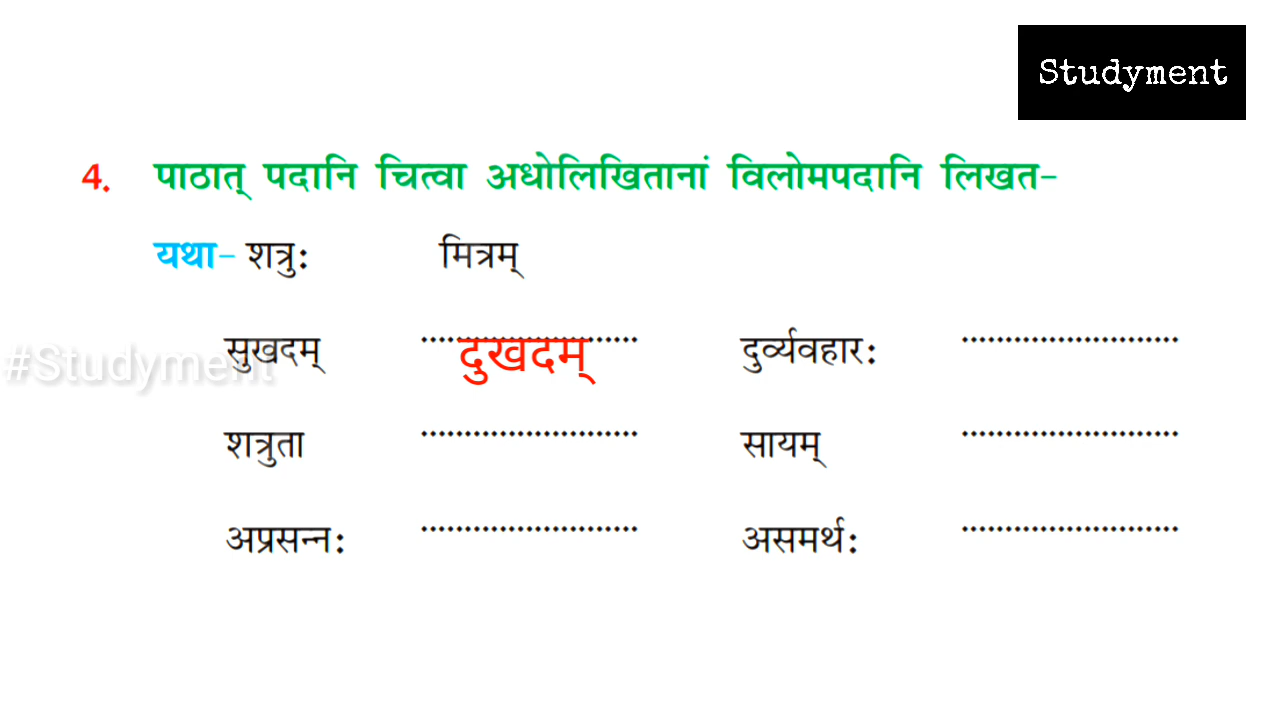 Studyment
4. पाठात् पदानि चित्वा अधोलिखितानां विलोमपदानि लिखत-
यथा- शत्रु: मित्रम्
सुखदम् .......................... दुखदम् दुर्व्यवहार: ..........................
#Studyment
शत्रुता .......................... सायम् ..........................
अप्रसन्न: .......................... असमर्थ: ..........................